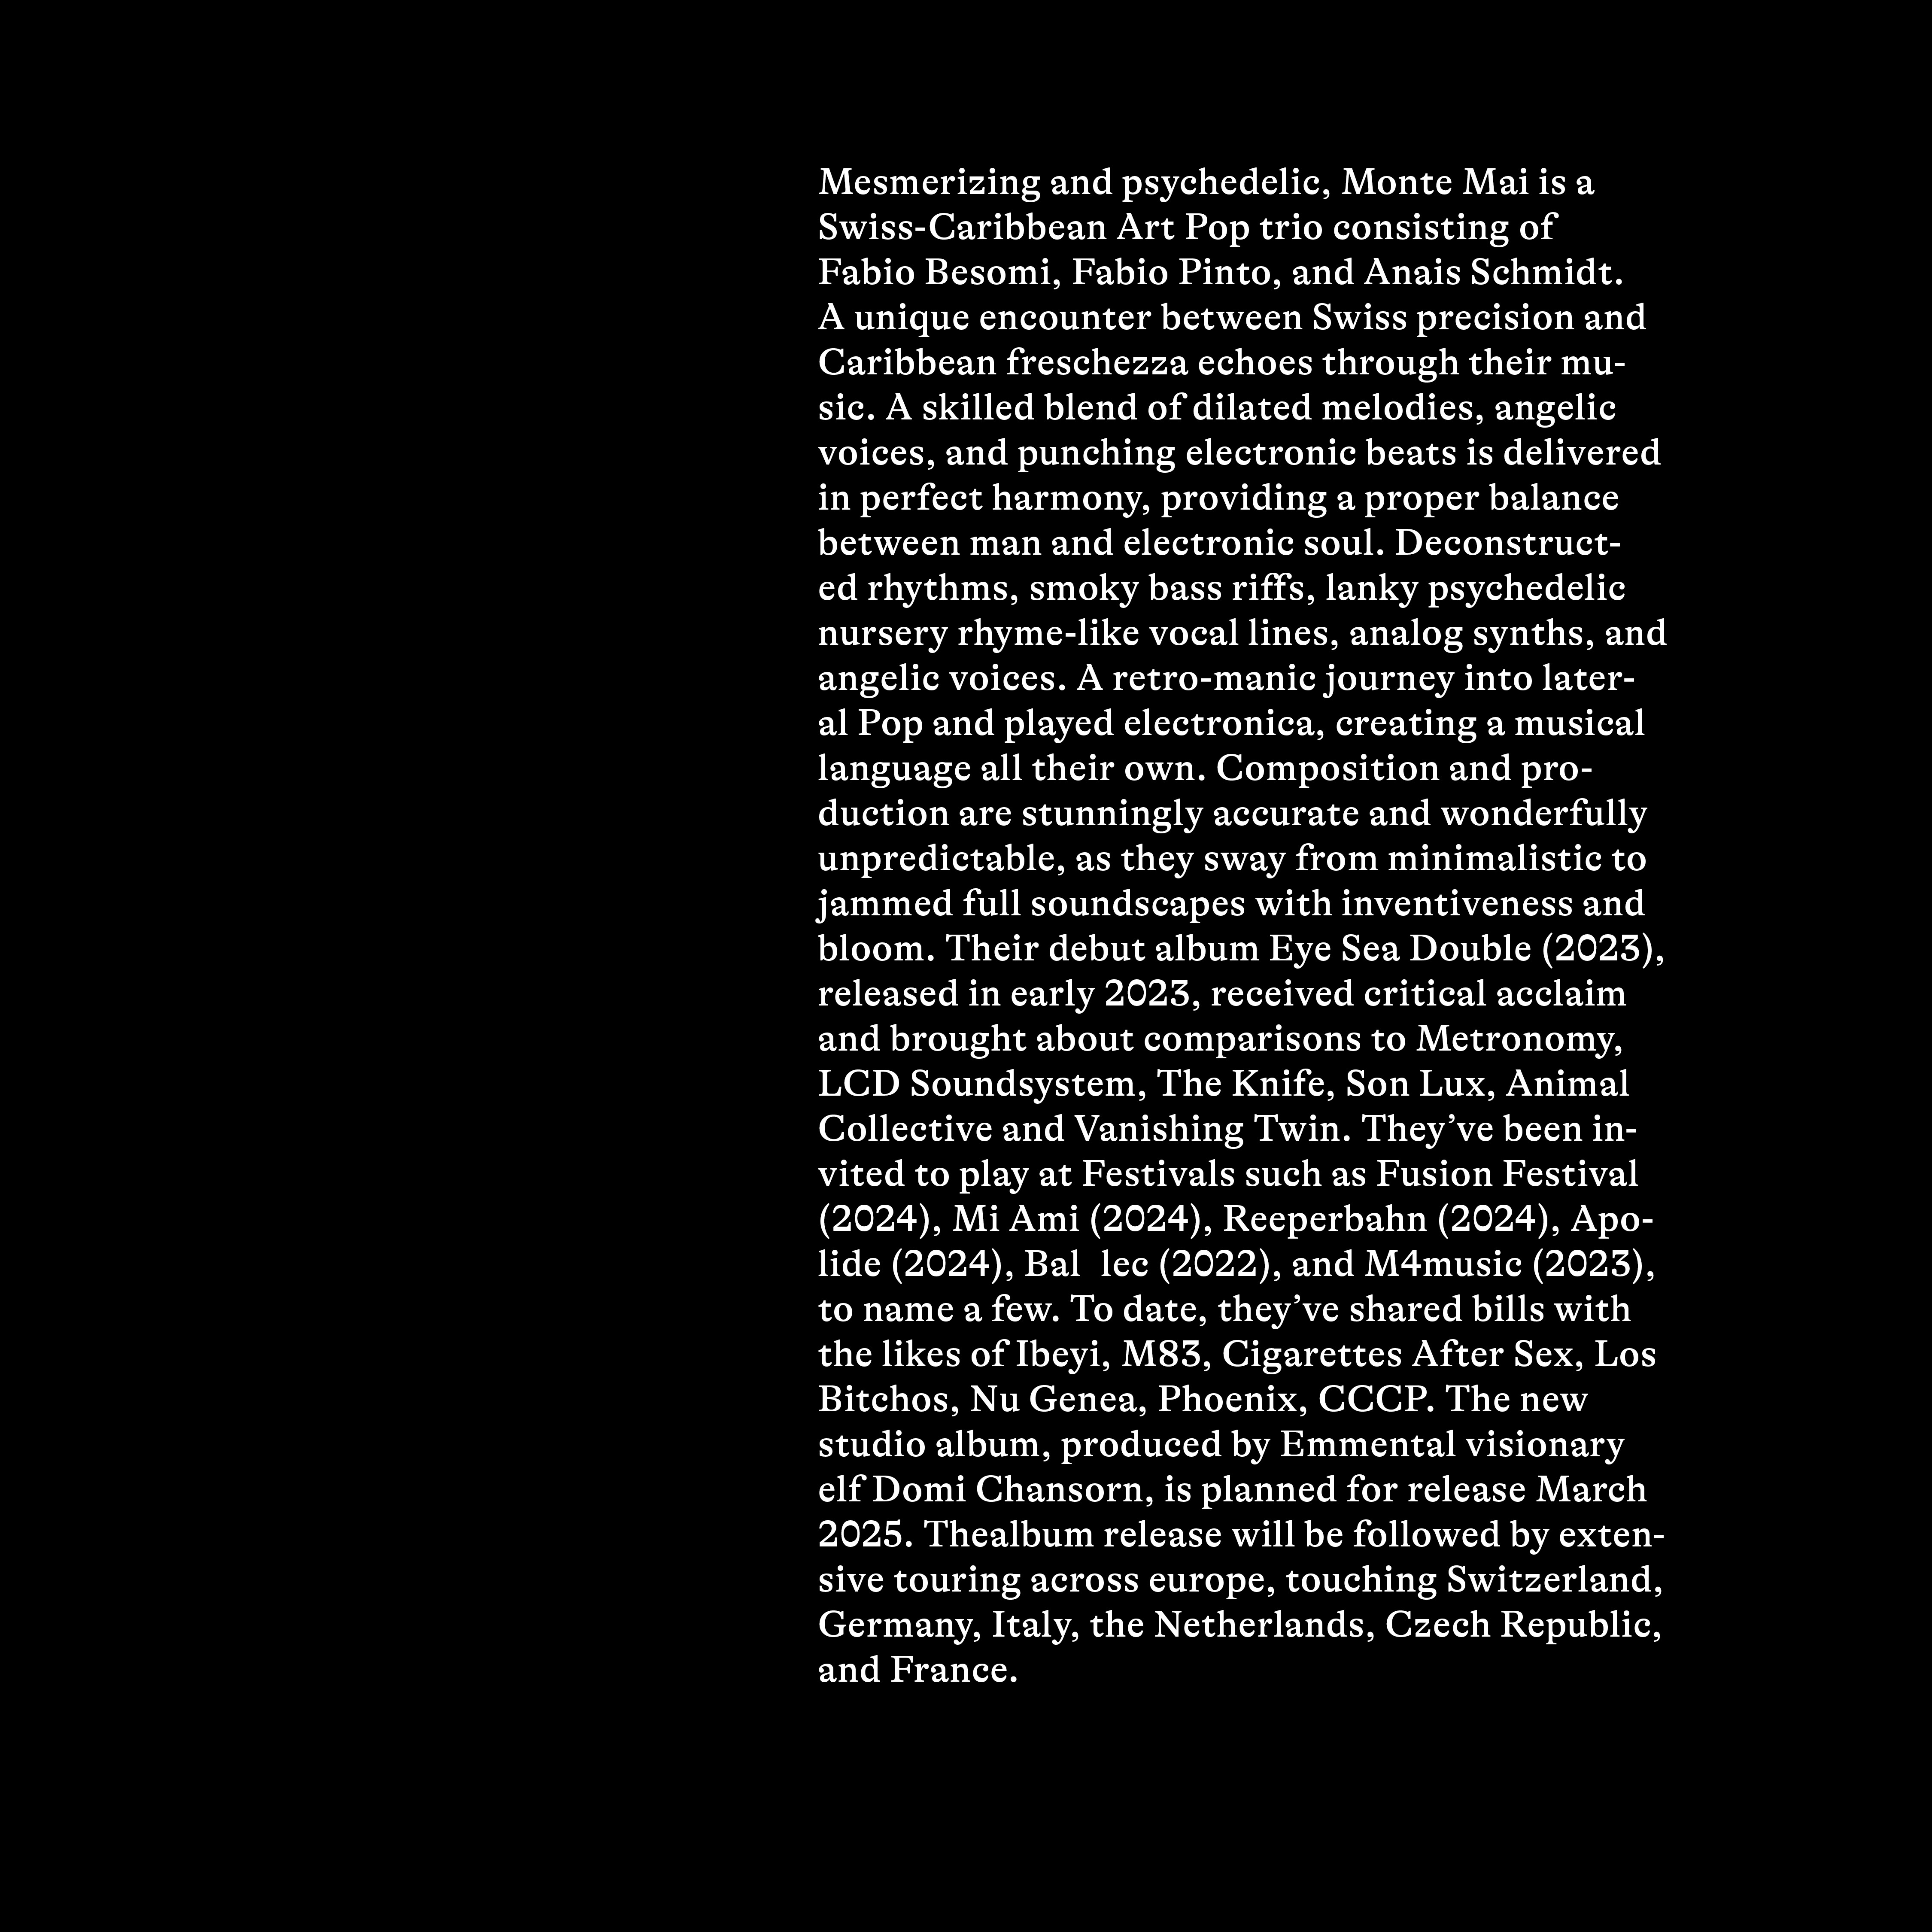 Mesmerizing and psychedelic, Monte Mai is a
Swiss-Caribbean Art Pop trio consisting of
Fabio Besomi, Fabio Pinto, and Anais Schmidt.
A unique encounter between Swiss precision and
Caribbean freschezza echoes through their mu-
sic. A skilled blend of dilated melodies, angelic
voices, and punching electronic beats is delivered
in perfect harmony, providing a proper balance
between man and electronic soul. Deconstruct-
ed rhythms, smoky bass riffs, lanky psychedelic
nursery rhyme-like vocal lines, analog synths, and
angelic voices. A retro-manic journey into later-
al Pop and played electronica, creating a musical
language all their own. Composition and pro-
duction are stunningly accurate and wonderfully
unpredictable, as they sway from minimalistic to
jammed full soundscapes with inventiveness and
bloom. Their debut album Eye Sea Double (2023),
released in early 2023, received critical acclaim
and brought about comparisons to Metronomy,
LCD Soundsystem, The Knife, Son Lux, Animal
Collective and Vanishing Twin. They’ve been in-
vited to play at Festivals such as Fusion Festival
(2024), Mi Ami (2024), Reeperbahn (2024), Apo-
lide (2024), Bal  lec (2022), and M4music (2023),
to name a few. To date, they’ve shared bills with
the likes of Ibeyi, M83, Cigarettes After Sex, Los
Bitchos, Nu Genea, Phoenix, CCCP. The new
studio album, produced by Emmental visionary
elf Domi Chansorn, is planned for release March
2025. Thealbum release will be followed by exten-
sive touring across europe, touching Switzerland,
Germany, Italy, the Netherlands, Czech Republic,
and France.